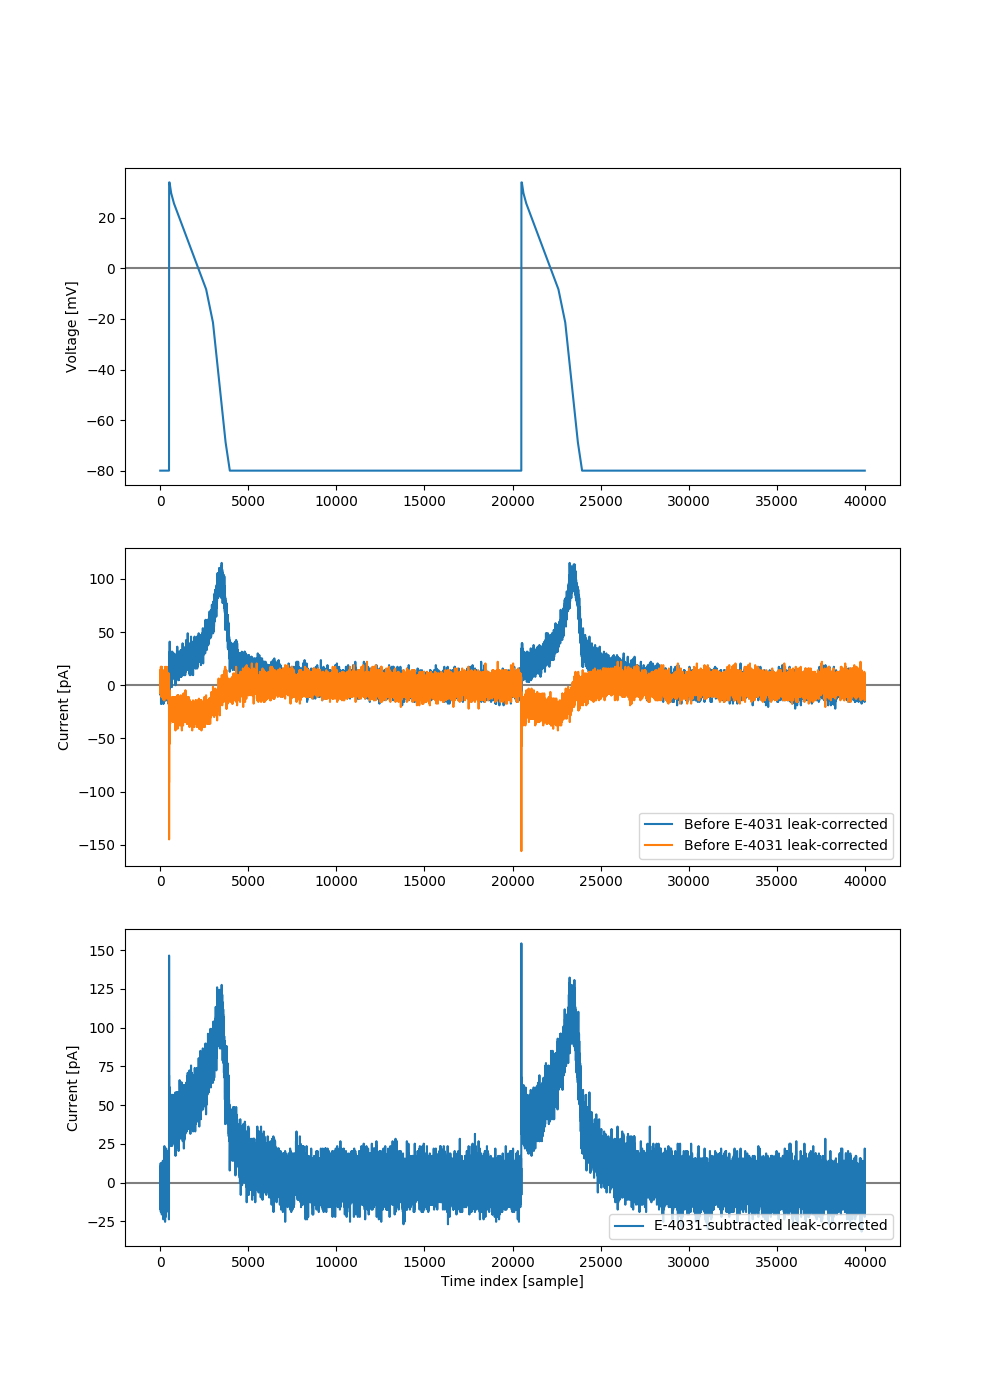 Voltage [mV]
20
0
−20
−40
−60
−80
0 5000 10000 15000 20000 25000 30000 35000 40000
Current [pA]
100
50
0
−50
−100
−150
Before E-4031 leak-corrected
Before E-4031 leak-corrected
0 5000 10000 15000 20000 25000 30000 35000 40000
Current [pA]
150
125
100
75
50
25
0
−25
E-4031-subtracted leak-corrected
0 5000 10000 15000 20000 25000 30000 35000 40000
Time index [sample]